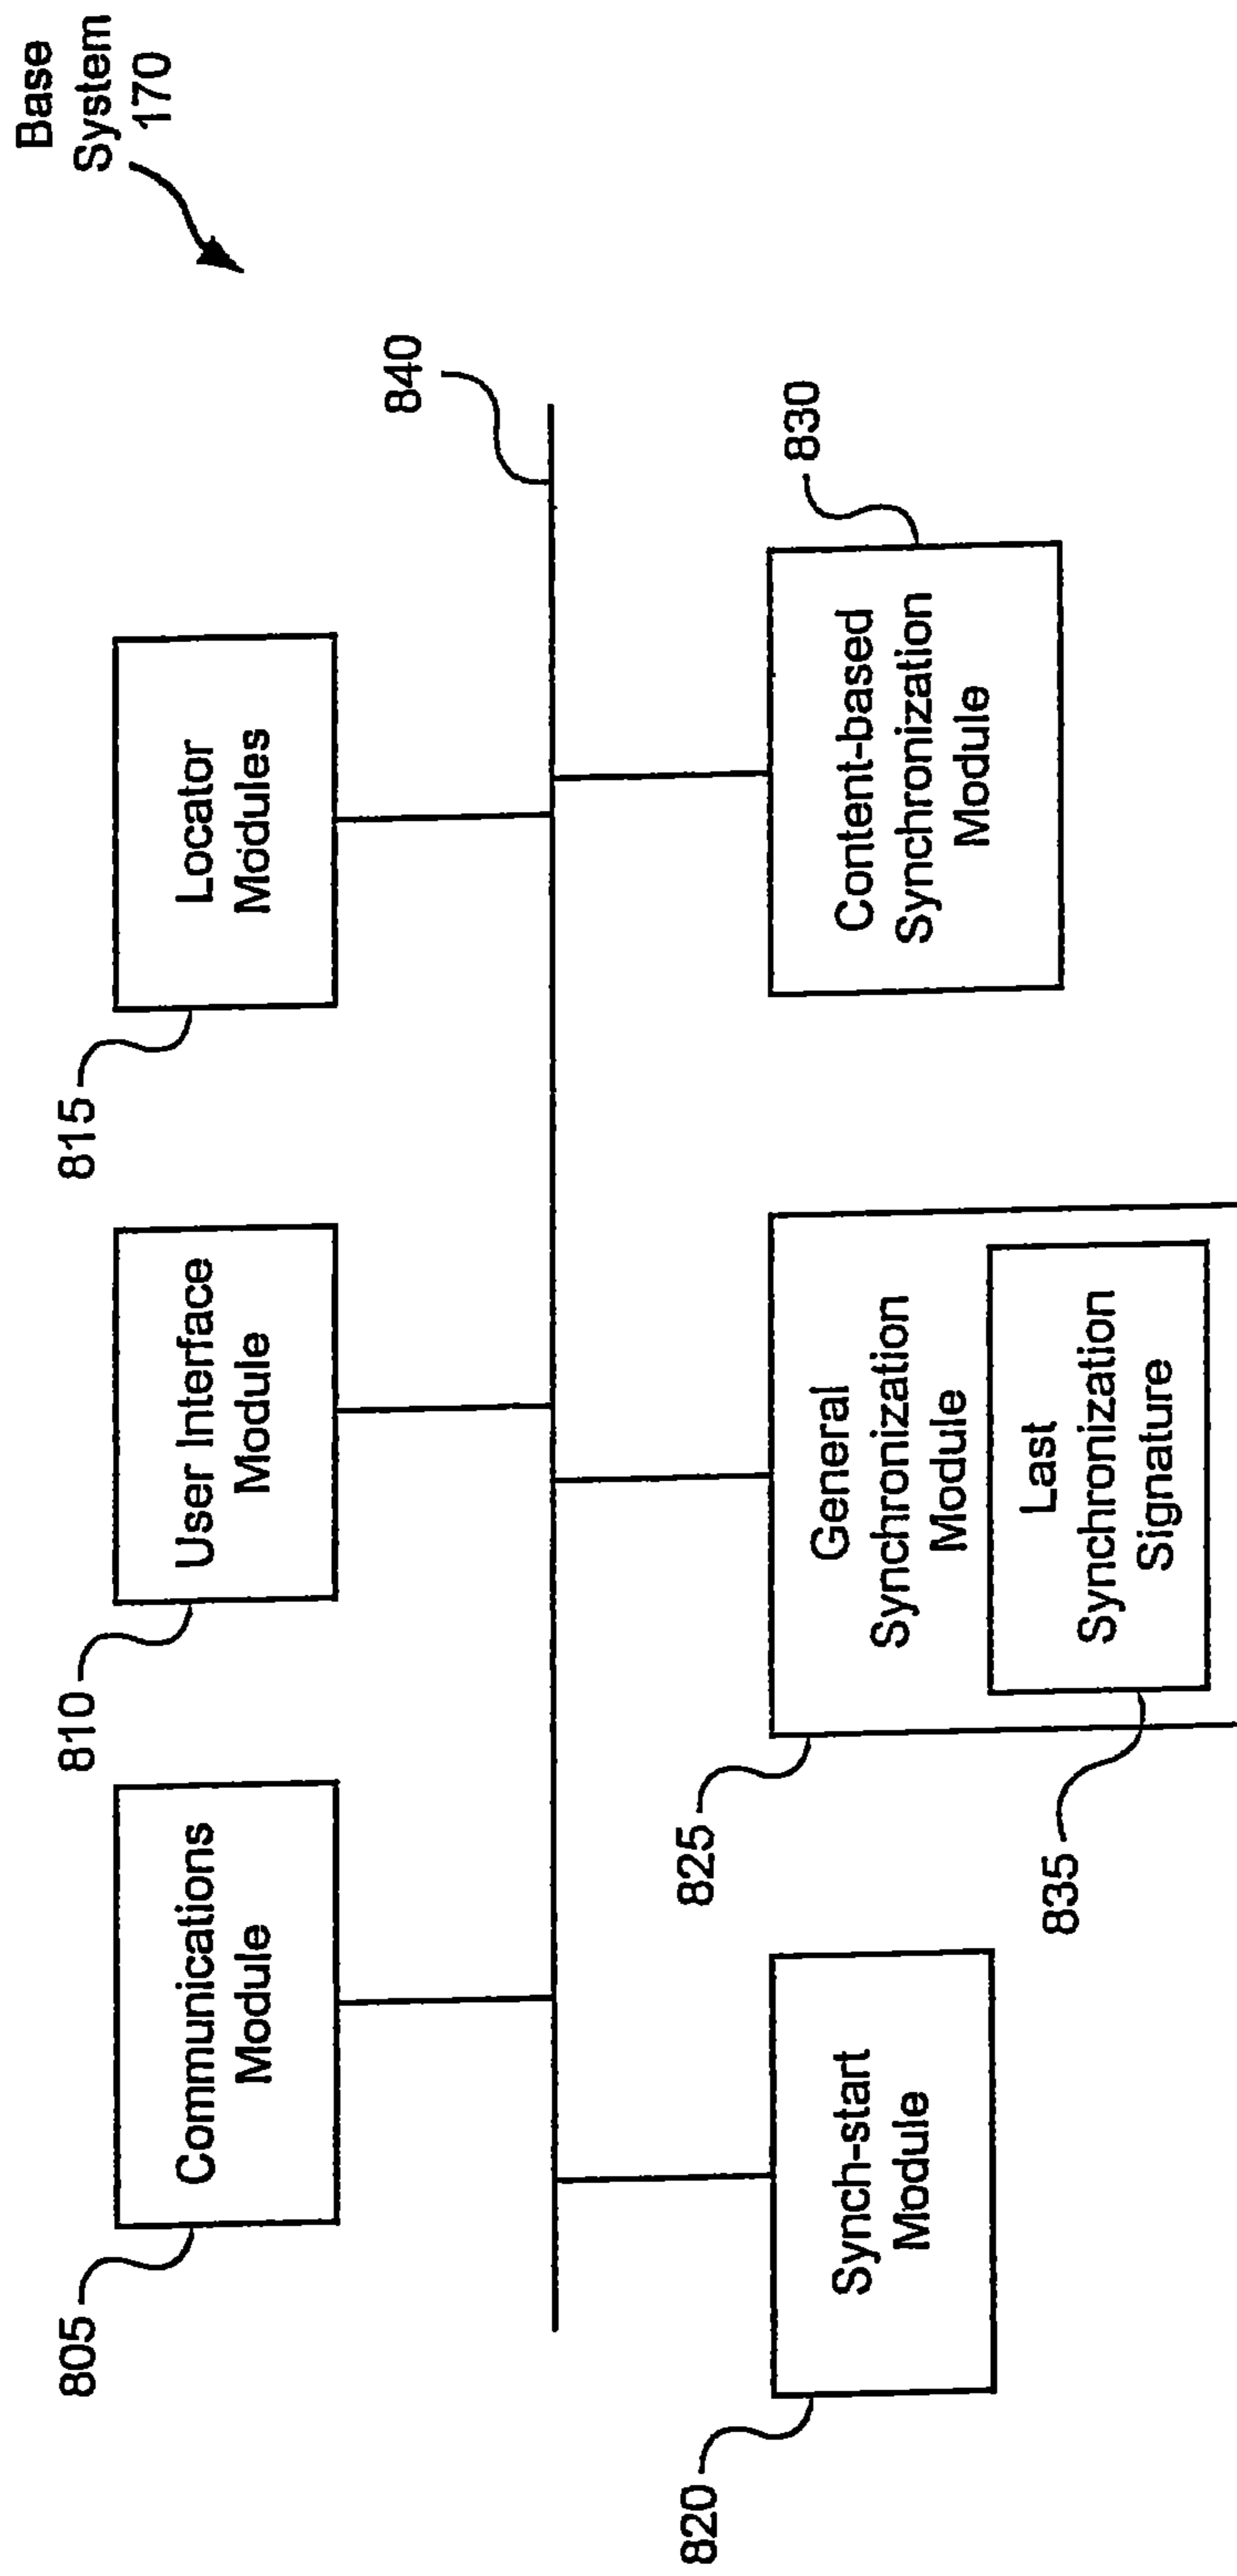 Base
System
170
805
Communications
Module
810
User Interface
Module
815
Locator
Modules
840
820
Synch-start
Module
825
General
Synchronization
Module
835
Last
Synchronization
Signature
830
Content-based
Synchronization
Module